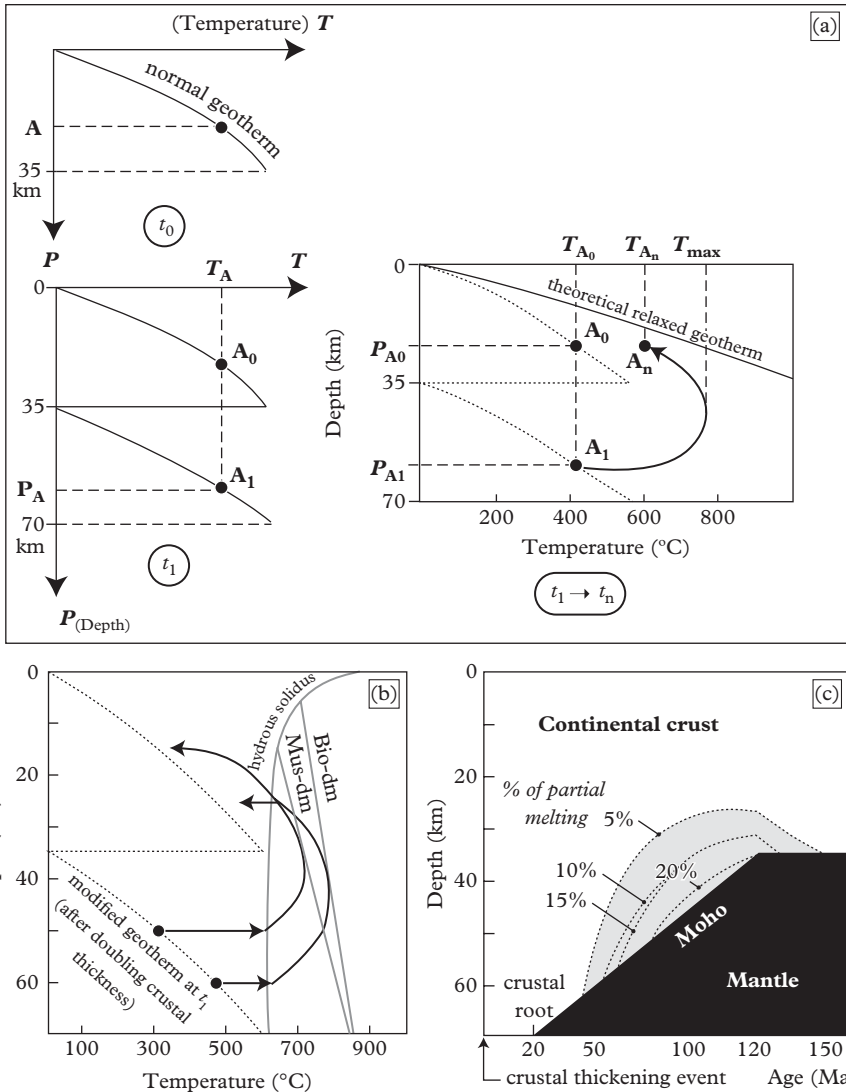 (a)
(Temperature) T
normal geotherm
A
35
km
t0
P
TA
T
0
A0
35
A1
PA
70
km
t1
P(Depth)
TA0
TAn
Tmax
0
theoretical relaxed geotherm
PA0
A0
An
35
Depth (km)
PA1
A1
70
200
400
600
800
Temperature (°C)
t1 → tn
(b)
0
20
40
60
hydrous solidus
Mus-dm
Bio-dm
modified geotherm at t1
(after doubling crustal
thickness)
100
300
500
700
900
Temperature (°C)
(c)
0
20
40
60
Depth (km)
Continental crust
% of partial
melting
5%
10%
15%
20%
Moho
Mantle
crustal
root
20
50
100
120
150
crustal thickening event
Age (Ma